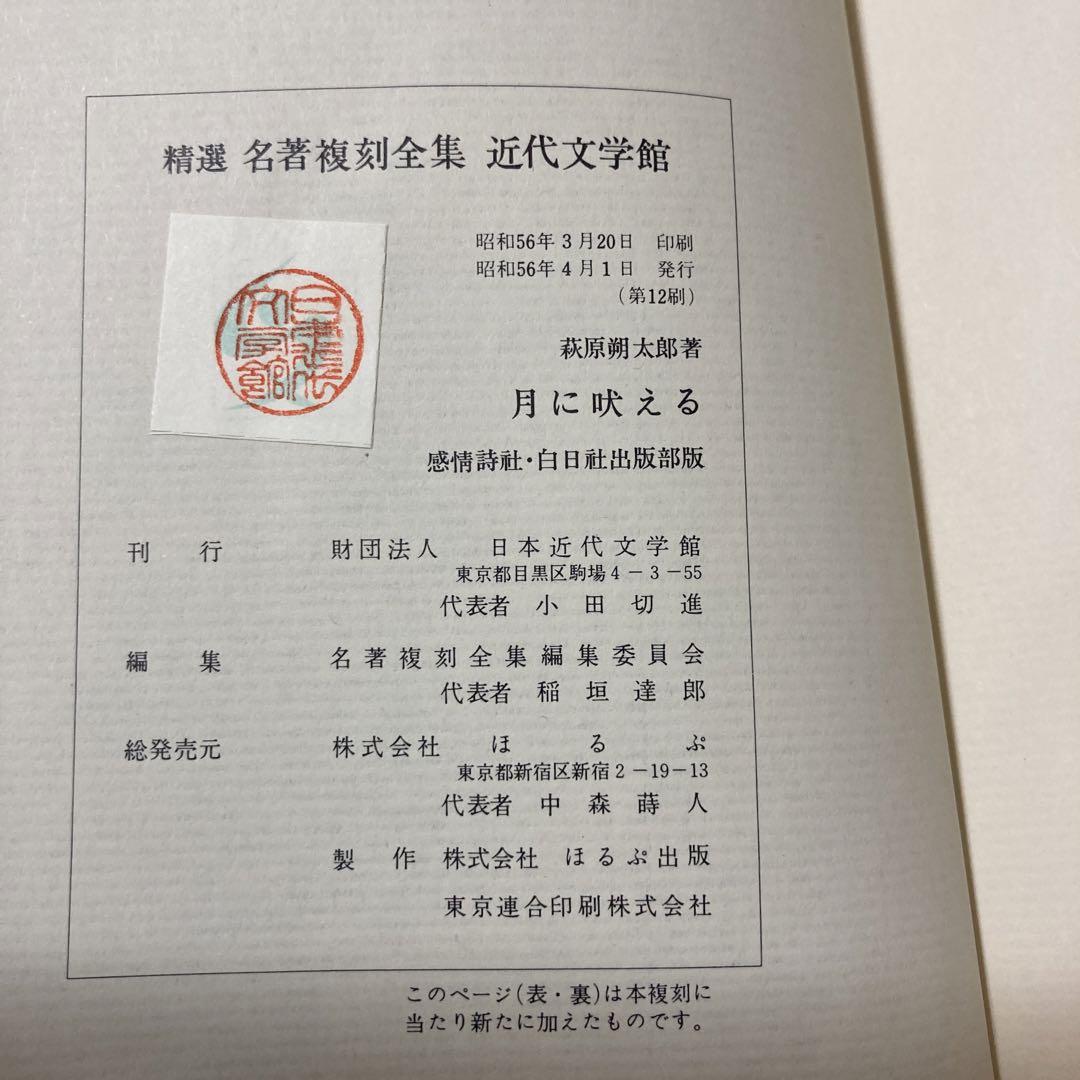 精選 名著複刻全集 近代文学館
日本近代文学館
昭和56年3月20日 印刷
昭和56年4月1日 発行
(第12刷)
萩原朔太郎著
月に吠える
感情詩社・白日社出版部版
刊行 財団法人 日本近代文学館
東京都目黒区駒場4-3-55
代表者 小田切進
編集 名著複刻全集編集委員会
代表者 稲垣達郎
総発売元 株式会社 ほるぷ
東京都新宿区新宿2-19-13
代表者 中森蒔人
製作 株式会社 ほるぷ出版
東京連合印刷株式会社
このページ(表・裏)は本複刻に
当たり新たに加えたものです。